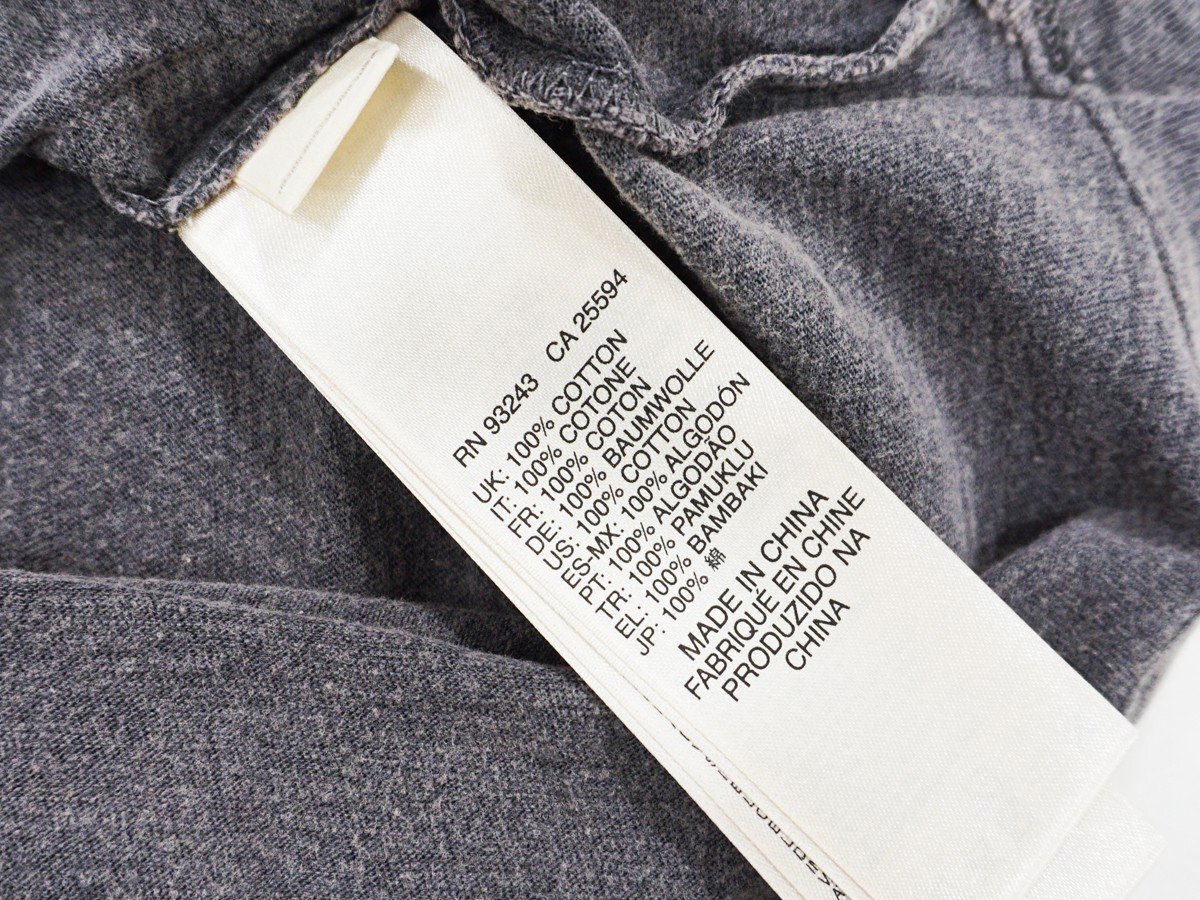 RN 93243 CA 25594
UK: 100% COTTON
IT: 100% COTONE
FR: 100% COTON
DE: 100% BAUMWOLLE
US: 100% COTTON
ES-MX: 100% ALGODÓN
PT: 100% ALGODÃO
TR: 100% PAMUKLU
EL: 100% BAMBAKI
JP: 100% 綿
MADE IN CHINA
FABRIQUÉ EN CHINE
PRODUZIDO NA
CHINA